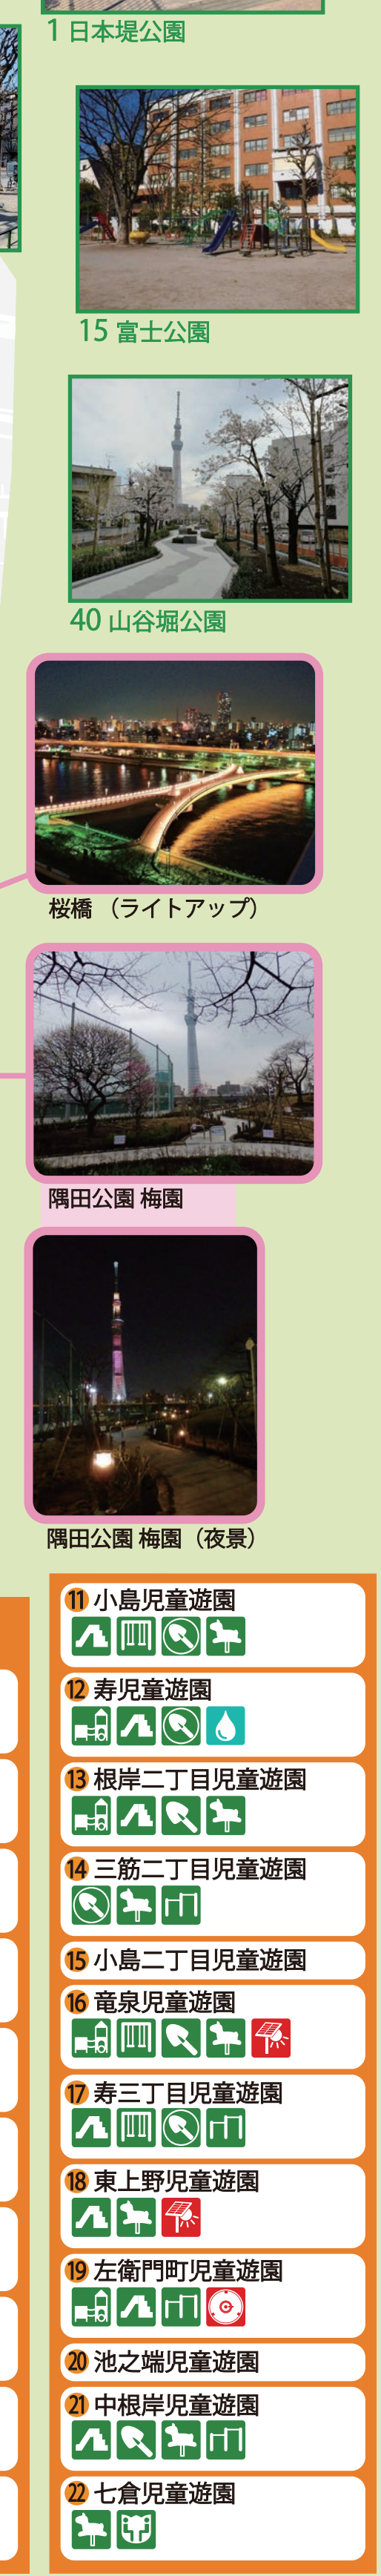 1 日本堤公園
15 富士公園
40 山谷堀公園
桜橋 （ライトアップ）
隅田公園 梅園
隅田公園 梅園（夜景）
11 小島児童遊園
12 寿児童遊園
13 根岸二丁目児童遊園
14 三筋二丁目児童遊園
15 小島二丁目児童遊園
16 竜泉児童遊園
17 寿三丁目児童遊園
18 東上野児童遊園
19 左衛門町児童遊園
20 池之端児童遊園
21 中根岸児童遊園
22 七倉児童遊園